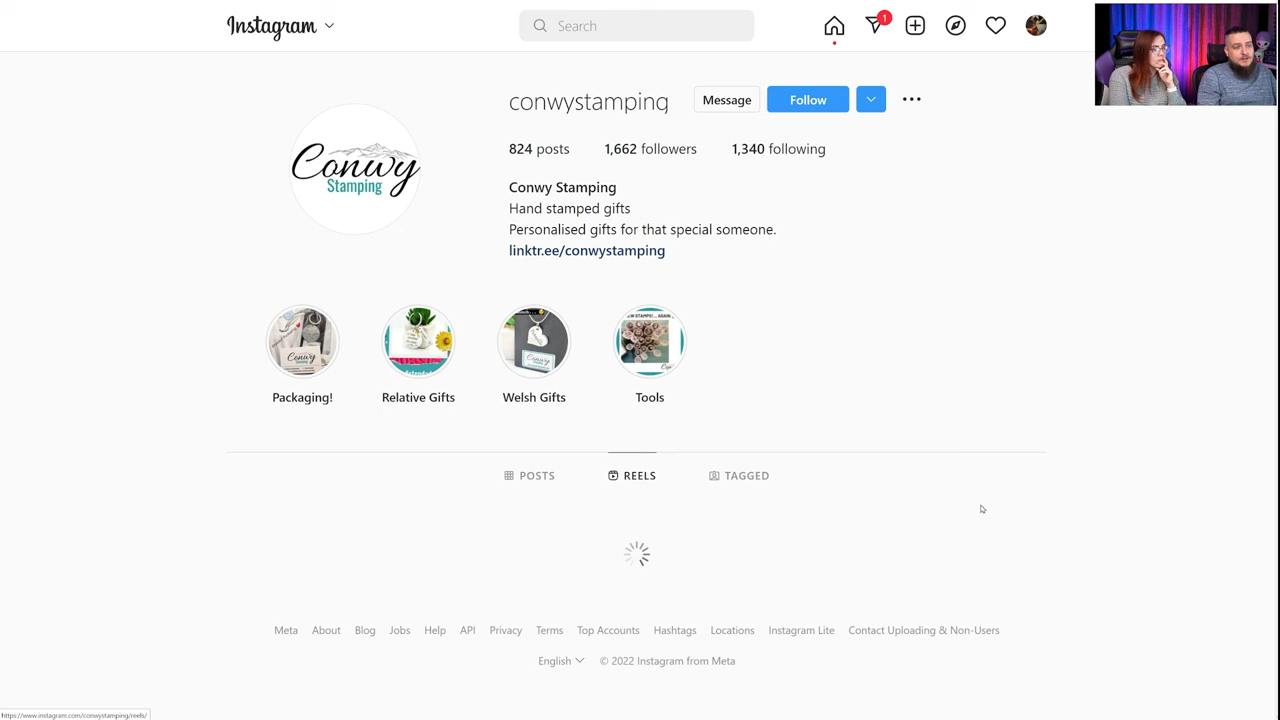 Instagram
Search
1
conwystamping
Message
Follow
824 posts
1,662 followers
1,340 following
Conwy Stamping
Hand stamped gifts
Personalised gifts for that special someone.
linktr.ee/conwystamping
Conwy
Stamping
Packaging!
Relative Gifts
Welsh Gifts
Tools
POSTS
REELS
TAGGED
Meta
About
Blog
Jobs
Help
API
Privacy
Terms
Top Accounts
Hashtags
Locations
Instagram Lite
Contact Uploading & Non-Users
English
© 2022 Instagram from Meta
https://www.instagram.com/conwystamping/reels/